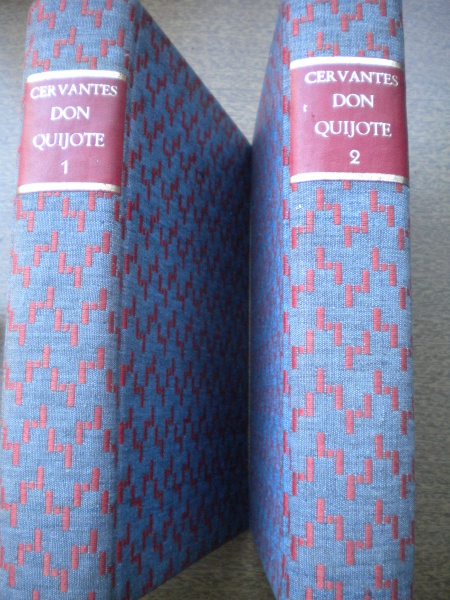 CERVANTES
DON
QUIJOTE
1
CERVANTES
DON
QUIJOTE
2